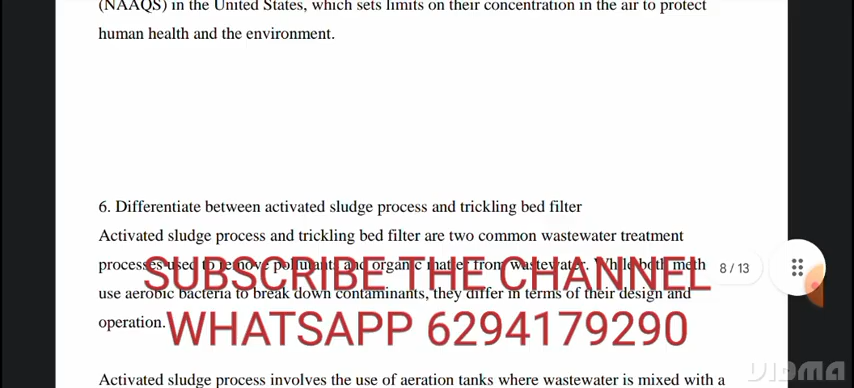 (NAAQS) in the United States, which sets limits on their concentration in the air to protect
human health and the environment.
6. Differentiate between activated sludge process and trickling bed filter
Activated sludge process and trickling bed filter are two common wastewater treatment
processes used to remove pollutants and organic matter from wastewater. While both meth
SUBSCRIBE THE CHANNEL
8 / 13
use aerobic bacteria to break down contaminants, they differ in terms of their design and
operation.
WHATSAPP 6294179290
Activated sludge process involves the use of aeration tanks where wastewater is mixed with a
VIDMA